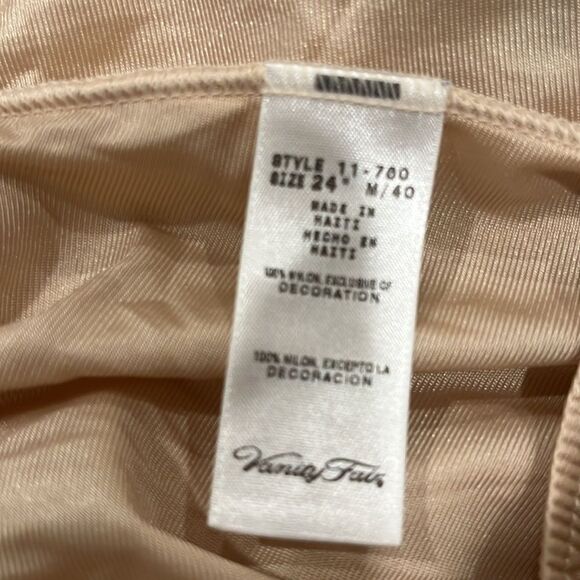 STYLE 11-760
SIZE 24" M/40
MADE IN
HAITI
HECHO EN
HAITI
100% NYLON, EXCLUSIVE OF
DECORATION
100% NILON, EXCEPTO LA
DECORACION
Vanity Fair